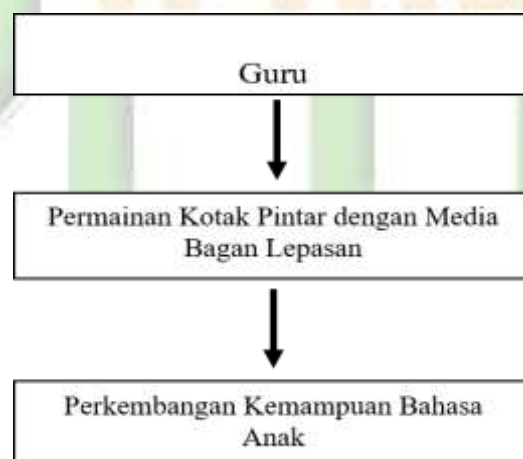 Guru
Permainan Kotak Pintar dengan Media
Bagan Lepasan
Perkembangan Kemampuan Bahasa
Anak